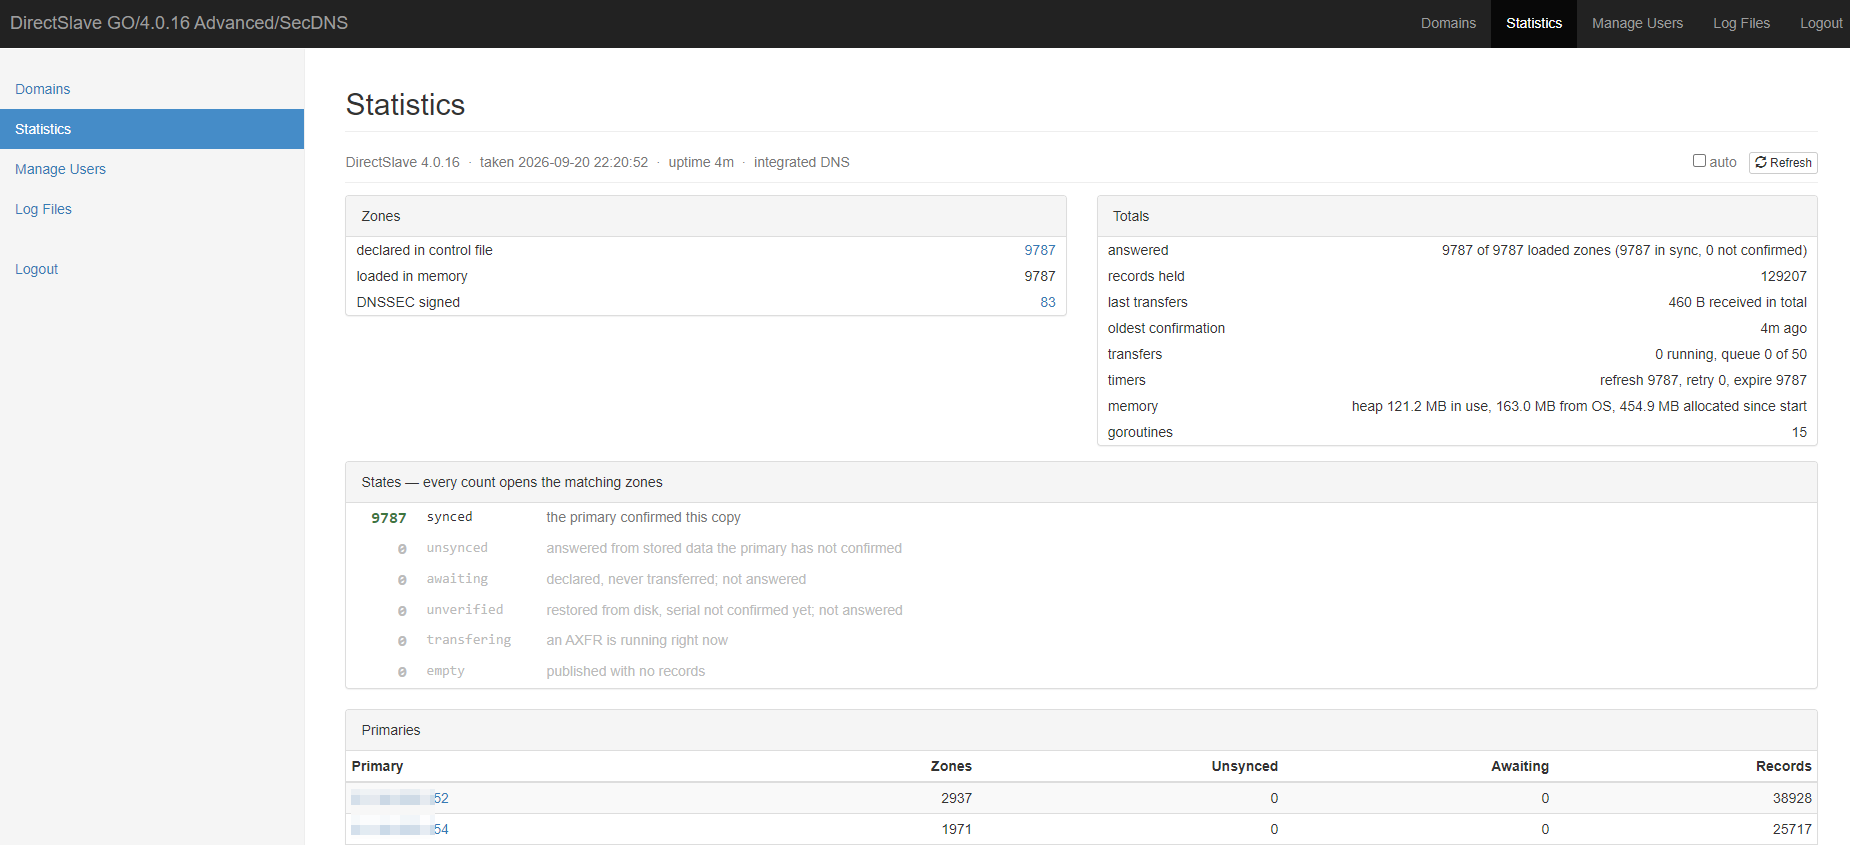 DirectSlave GO/4.0.16 Advanced/SecDNS
Domains Statistics Manage Users Log Files Logout
Domains
Statistics
Manage Users
Log Files
Logout
Statistics
DirectSlave 4.0.16 · taken 2026-09-20 22:20:52 · uptime 4m · integrated DNS
auto Refresh
Zones
declared in control file 9787
loaded in memory 9787
DNSSEC signed 83
Totals
answered 9787 of 9787 loaded zones (9787 in sync, 0 not confirmed)
records held 129207
last transfers 460 B received in total
oldest confirmation 4m ago
transfers 0 running, queue 0 of 50
timers refresh 9787, retry 0, expire 9787
memory heap 121.2 MB in use, 163.0 MB from OS, 454.9 MB allocated since start
goroutines 15
States — every count opens the matching zones
9787 synced the primary confirmed this copy
0 unsynced answered from stored data the primary has not confirmed
0 awaiting declared, never transferred; not answered
0 unverified restored from disk, serial not confirmed yet; not answered
0 transfering an AXFR is running right now
0 empty published with no records
Primaries
Primary Zones Unsynced Awaiting Records
52 2937 0 0 38928
54 1971 0 0 25717